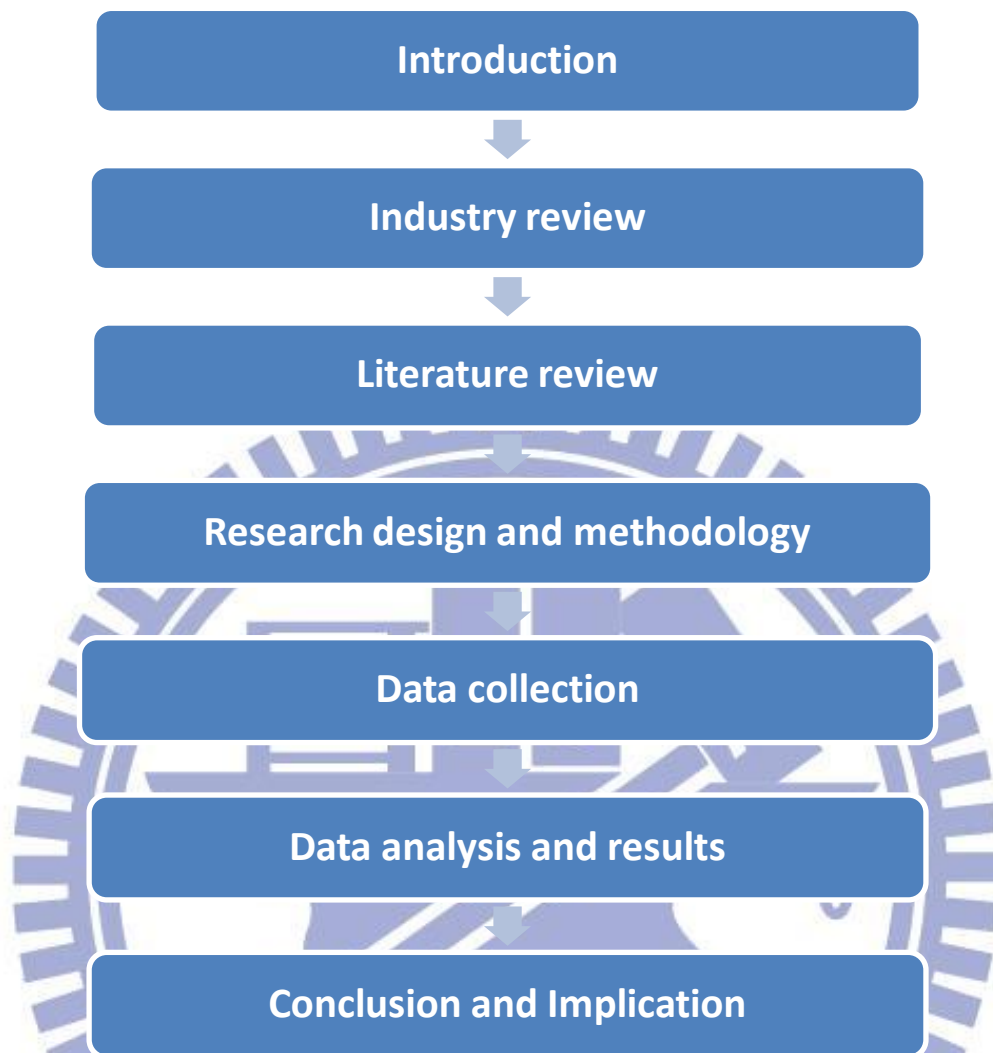 Introduction
Industry review
Literature review
Research design and methodology
Data collection
Data analysis and results
Conclusion and Implication